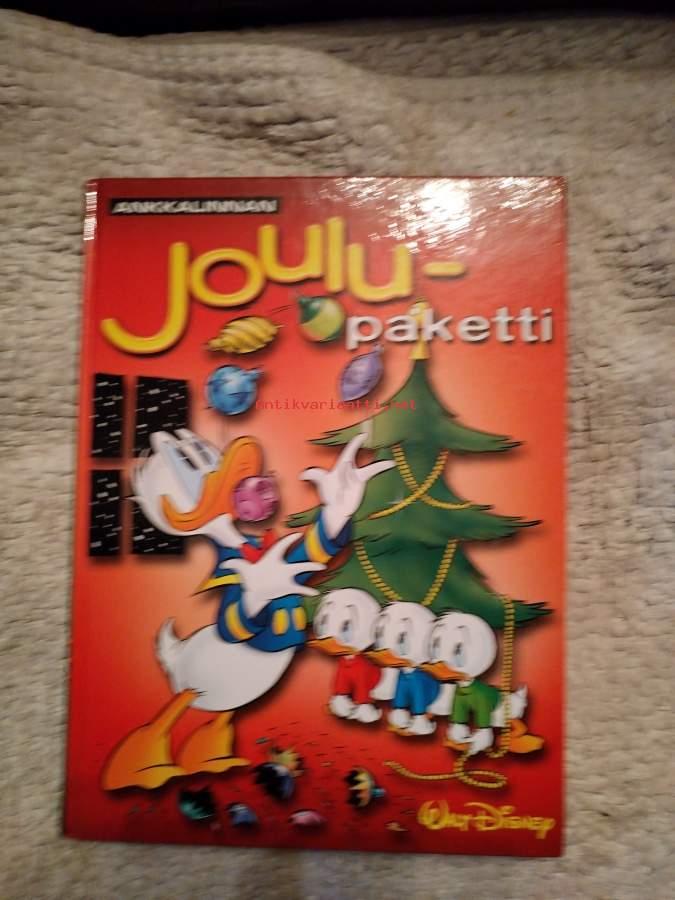 ANKKALINNAN
Joulu-
paketti
antikvariaatti.net
WALT DISNEY